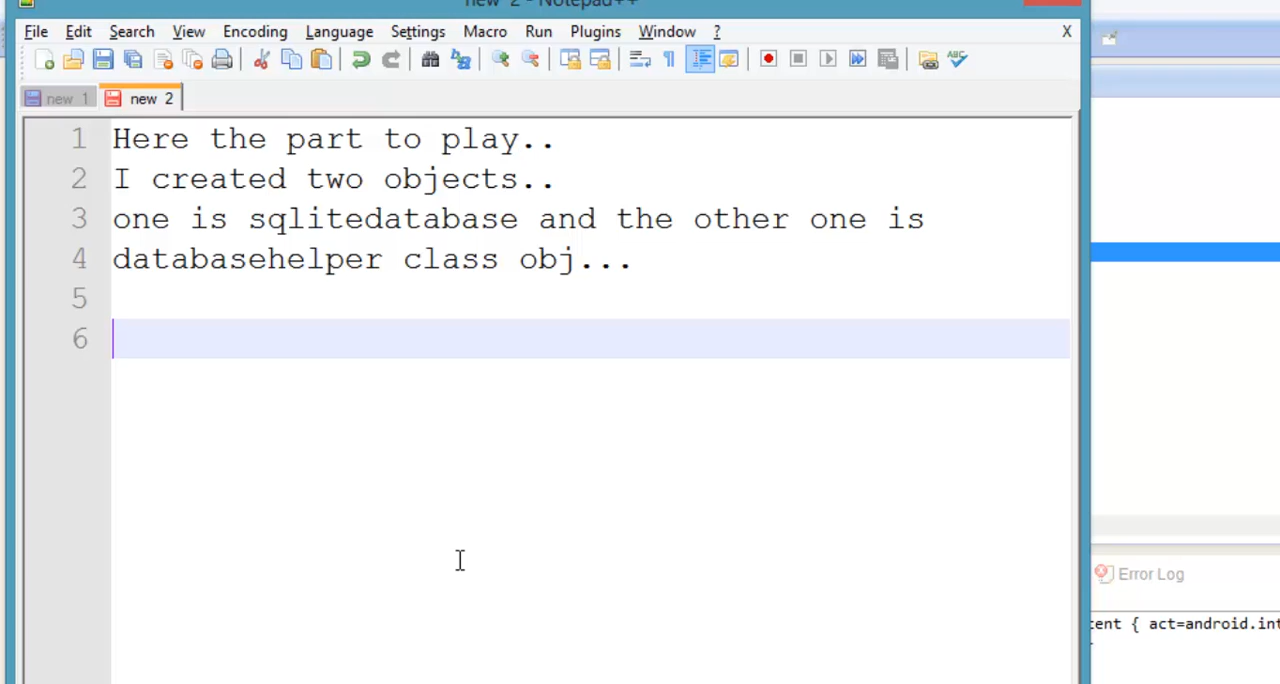 new 2 - Notepad++
File Edit Search View Encoding Language Settings Macro Run Plugins Window ? X
new 1 new 2
1 Here the part to play..
2 I created two objects..
3 one is sqlitedatabase and the other one is
4 databasehelper class obj...
5
6
Error Log
tent { act=android.int